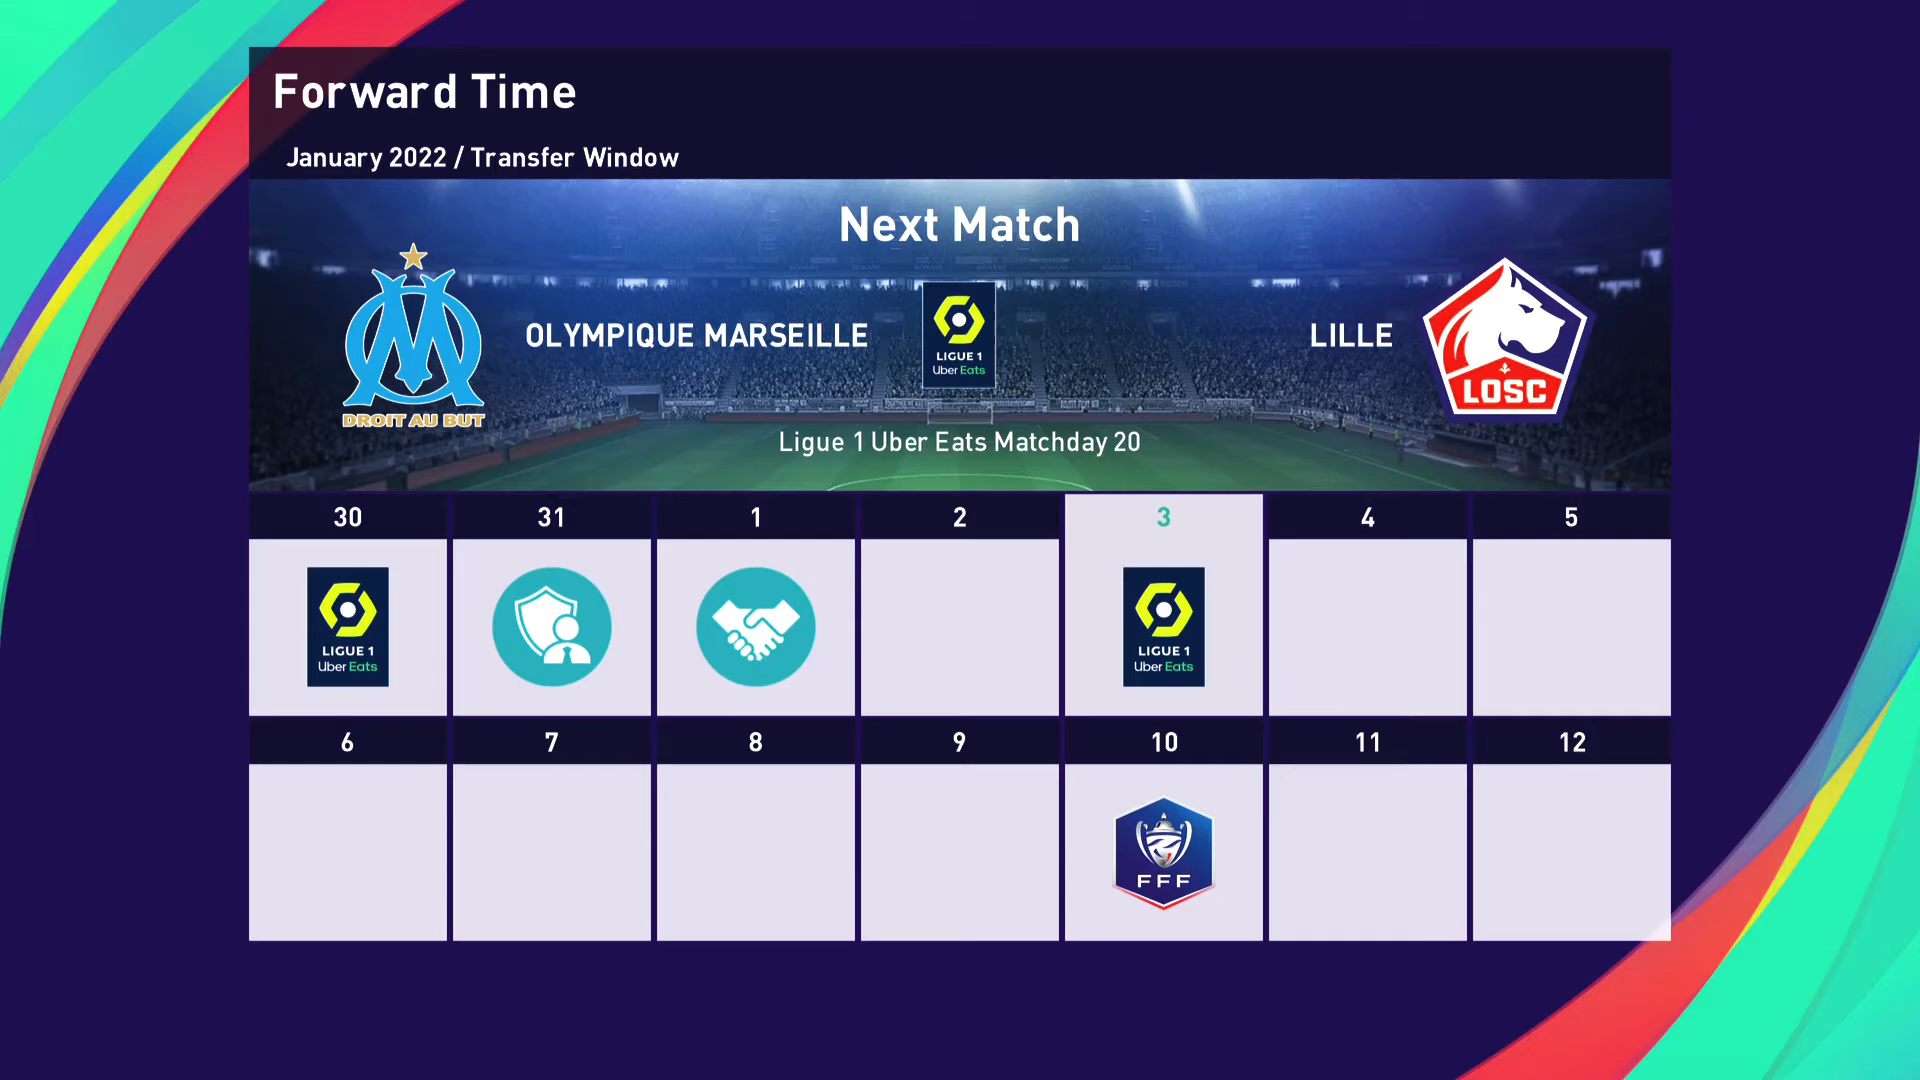 Forward Time
January 2022 / Transfer Window
Next Match
DROIT AU BUT
OLYMPIQUE MARSEILLE
LIGUE 1
Uber Eats
LILLE
LOSC
Ligue 1 Uber Eats Matchday 20
30 31 1 2 3 4 5
LIGUE 1
Uber Eats
LIGUE 1
Uber Eats
6 7 8 9 10 11 12
FFF